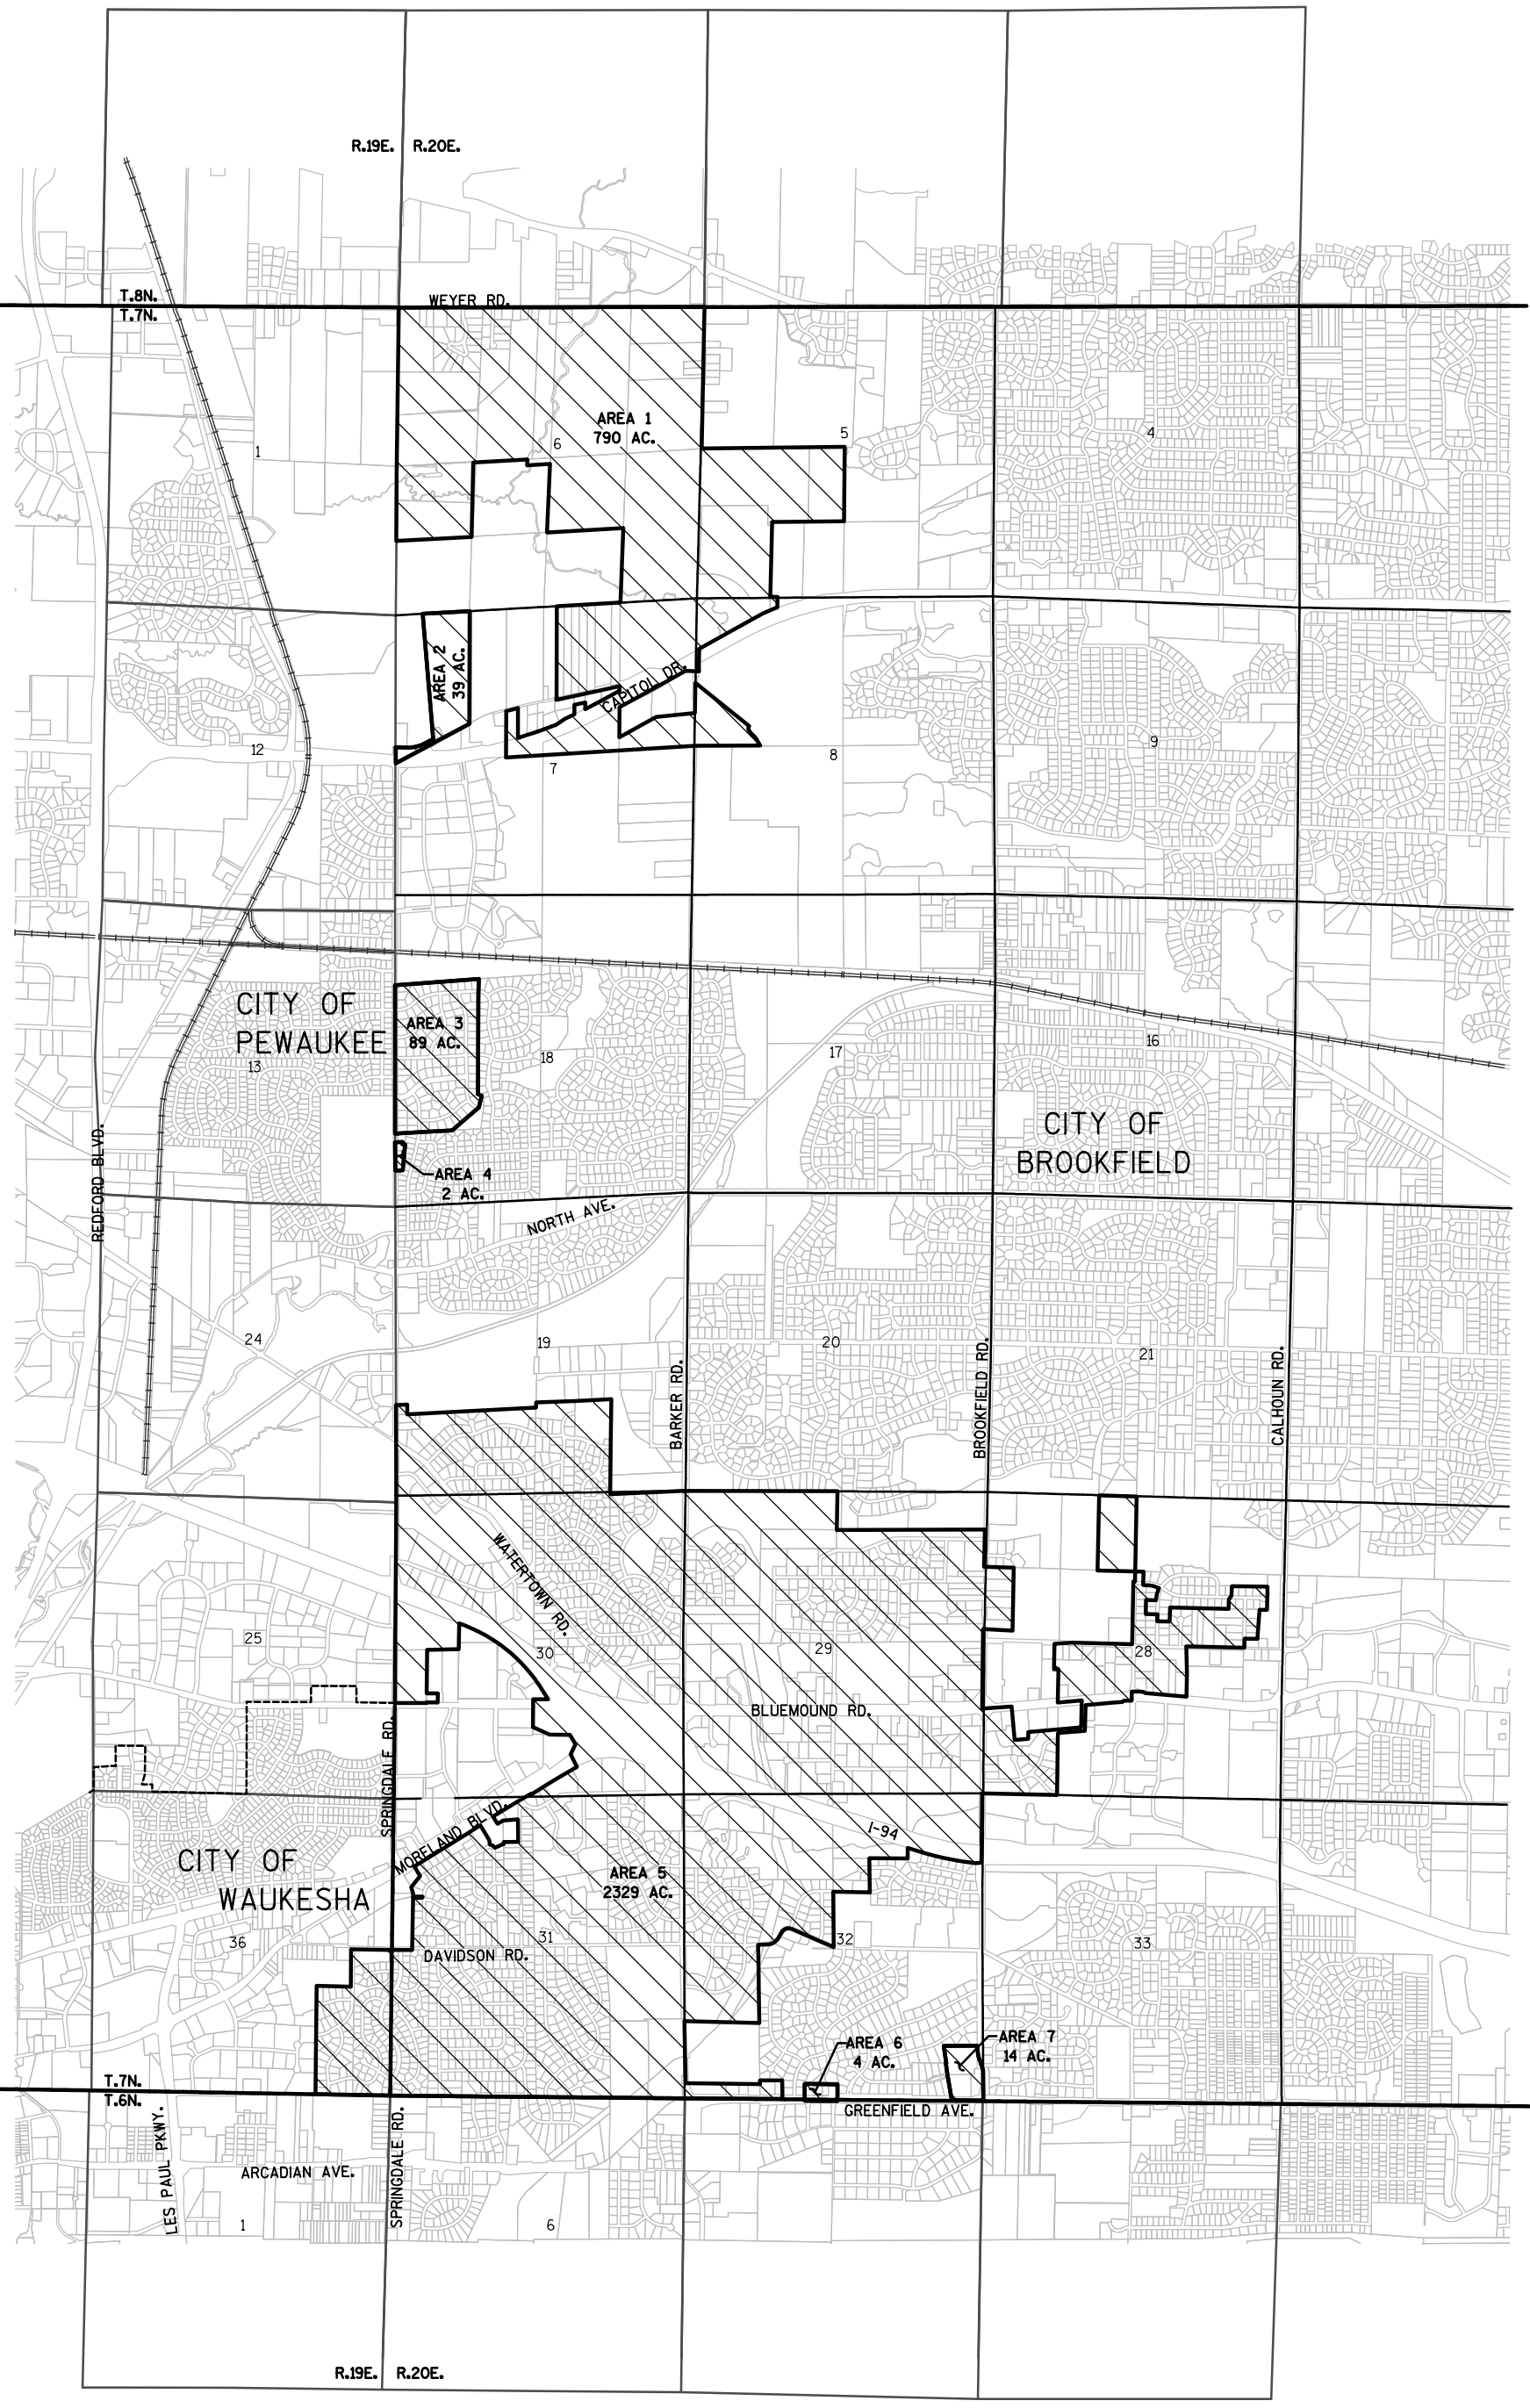 R.19E. R.20E.
T.8N.
T.7N.
WEYER RD.
AREA 1
790 AC.
1
6
5
4
AREA 2
39 AC.
CAPITOL DR.
12
7
8
9
CITY OF
PEWAUKEE
AREA 3
89 AC.
13
18
17
16
CITY OF
BROOKFIELD
REDFORD BLVD.
AREA 4
2 AC.
NORTH AVE.
24
19
20
21
BARKER RD.
BROOKFIELD RD.
CALHOUN RD.
WATERTOWN RD.
25
30
29
28
BLUEMOUND RD.
SPRINGDALE RD.
MORELAND BLVD.
I-94
CITY OF
WAUKESHA
AREA 5
2329 AC.
36
31
32
33
DAVIDSON RD.
AREA 6
4 AC.
AREA 7
14 AC.
T.7N.
T.6N.
GREENFIELD AVE.
LES PAUL PKWY.
SPRINGDALE RD.
ARCADIAN AVE.
1
6
R.19E. R.20E.